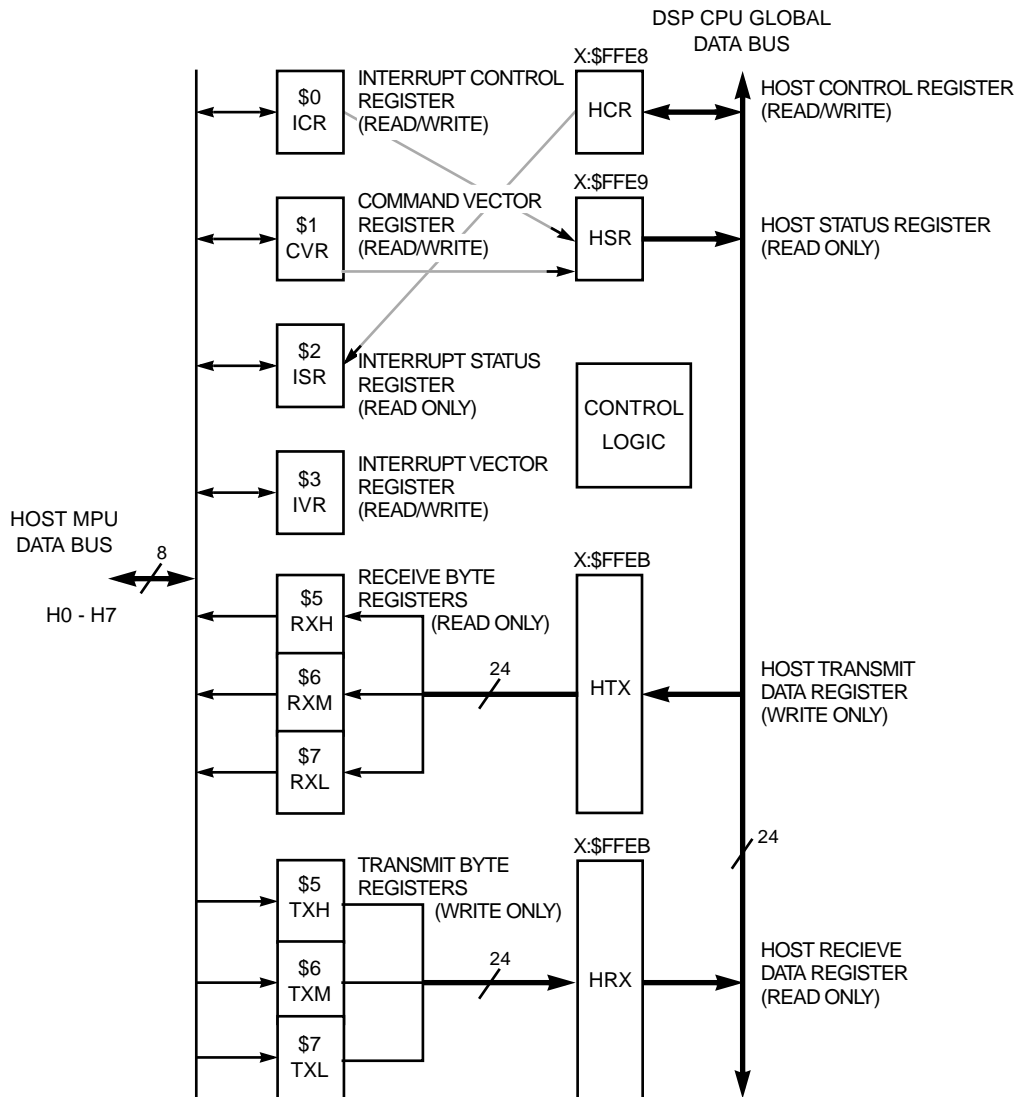 DSP CPU GLOBAL
DATA BUS
X:$FFE8
$0
ICR
INTERRUPT CONTROL
REGISTER
(READ/WRITE)
HCR
HOST CONTROL REGISTER
(READ/WRITE)
X:$FFE9
$1
CVR
COMMAND VECTOR
REGISTER
(READ/WRITE)
HSR
HOST STATUS REGISTER
(READ ONLY)
$2
ISR
INTERRUPT STATUS
REGISTER
(READ ONLY)
CONTROL
LOGIC
$3
IVR
INTERRUPT VECTOR
REGISTER
(READ/WRITE)
HOST MPU
DATA BUS
8
H0 - H7
X:$FFEB
RECEIVE BYTE
REGISTERS
(READ ONLY)
$5
RXH
$6
RXM
$7
RXL
24
HTX
HOST TRANSMIT
DATA REGISTER
(WRITE ONLY)
24
X:$FFEB
TRANSMIT BYTE
REGISTERS
(WRITE ONLY)
$5
TXH
$6
TXM
$7
TXL
24
HRX
HOST RECIEVE
DATA REGISTER
(READ ONLY)